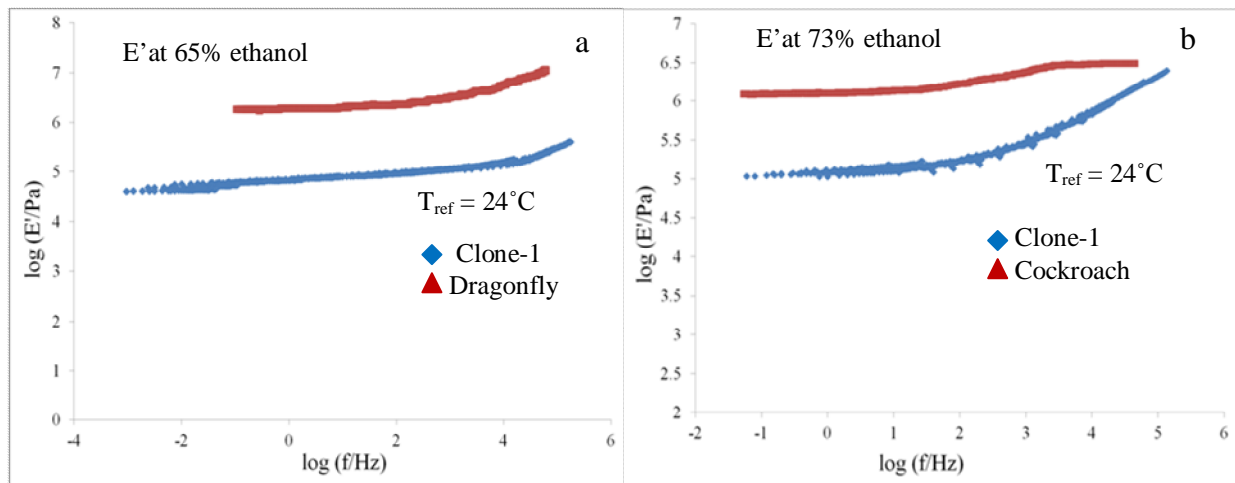 E’at 65% ethanol
a
log (E'/Pa)
8
7
6
5
4
3
2
1
0
-4
-2
0
2
4
6
log (f/Hz)
T_ref = 24˚C
Clone-1
Dragonfly
E’at 73% ethanol
b
log (E'/Pa)
7
6.5
6
5.5
5
4.5
4
3.5
3
2.5
2
-2
-1
0
1
2
3
4
5
6
log (f/Hz)
T_ref = 24˚C
Clone-1
Cockroach